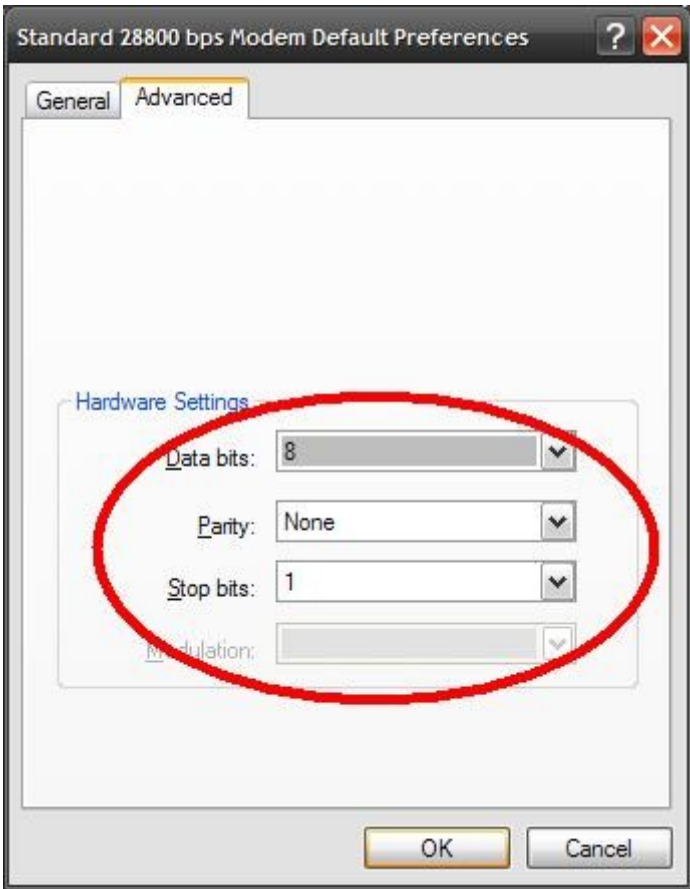 Standard 28800 bps Modem Default Preferences
General Advanced
Hardware Settings
Data bits: 8
Parity: None
Stop bits: 1
Modulation:
OK Cancel